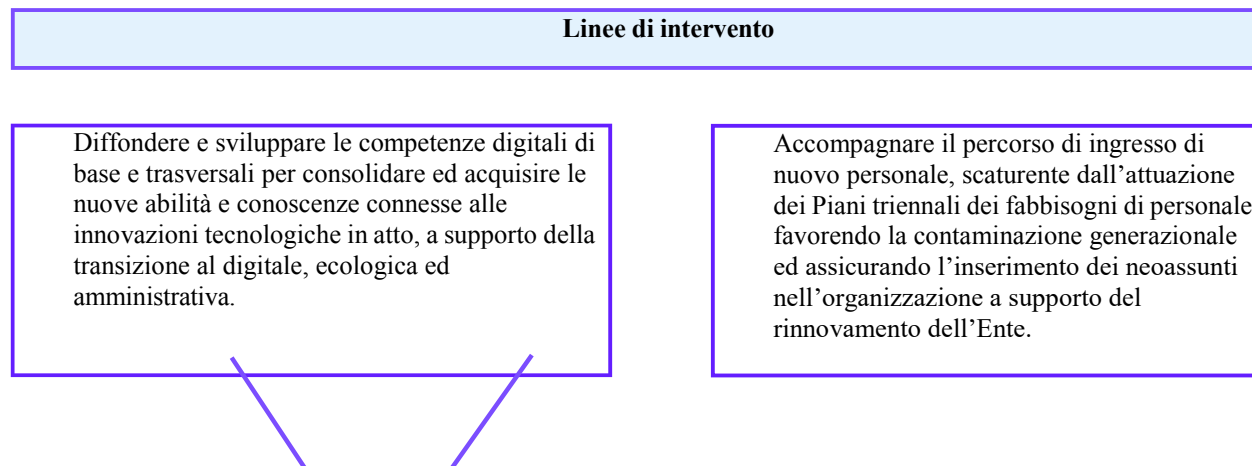 Linee di intervento
Diffondere e sviluppare le competenze digitali di
base e trasversali per consolidare ed acquisire le
nuove abilità e conoscenze connesse alle
innovazioni tecnologiche in atto, a supporto della
transizione al digitale, ecologica ed
amministrativa.
Accompagnare il percorso di ingresso di
nuovo personale, scaturente dall’attuazione
dei Piani triennali dei fabbisogni di personale
favorendo la contaminazione generazionale
ed assicurando l’inserimento dei neoassunti
nell’organizzazione a supporto del
rinnovamento dell’Ente.